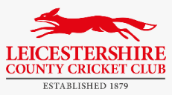 LEICESTERSHIRE
COUNTY CRICKET CLUB
ESTABLISHED 1879